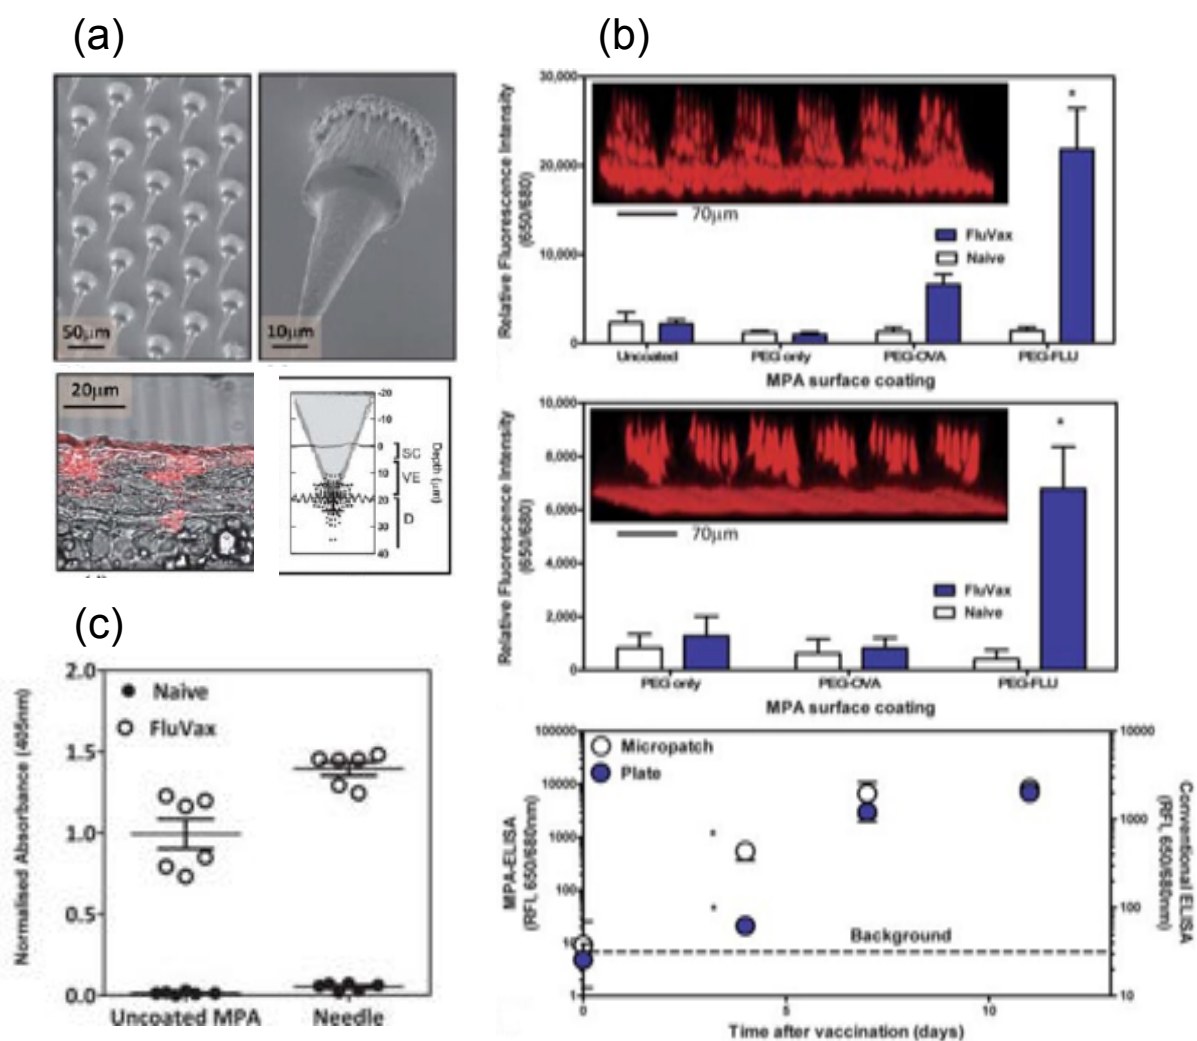 (a)
50μm
10μm
20μm
-20
-10
0
10
20
30
40
SC
VE
D
Depth (μm)
(b)
Relative Fluorescence Intensity
(650/680)
30,000
20,000
10,000
0
70μm
FluVax
Naive
*
Uncoated
PEG only
PEG-OVA
PEG-FLU
MPA surface coating
Relative Fluorescence Intensity
(650/680)
10,000
8,000
6,000
4,000
2,000
0
70μm
FluVax
Naive
*
PEG only
PEG-OVA
PEG-FLU
MPA surface coating
MPA-ELISA
(RFL 650/680nm)
100000
10000
1000
100
10
1
Micropatch
Plate
*
*
Background
10000
1000
100
10
Conventional ELISA
(RFL 650/680nm)
0
5
10
Time after vaccination (days)
(c)
Normalised Absorbance (405nm)
2.0
1.5
1.0
0.5
0.0
Naive
FluVax
Uncoated MPA
Needle